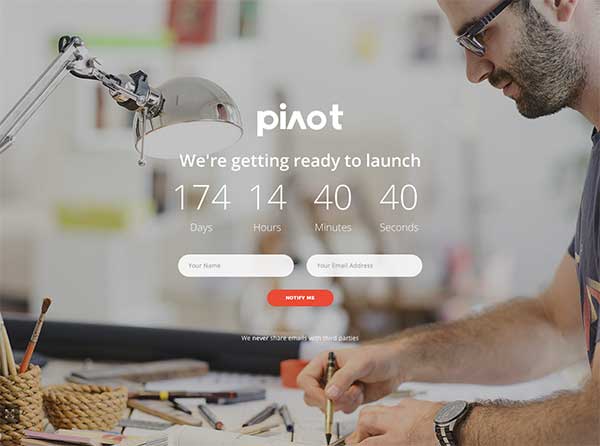 pivot
We're getting ready to launch
174 14 40 40
Days Hours Minutes Seconds
Your Name Your Email Address
NOTIFY ME
We never share emails with third parties